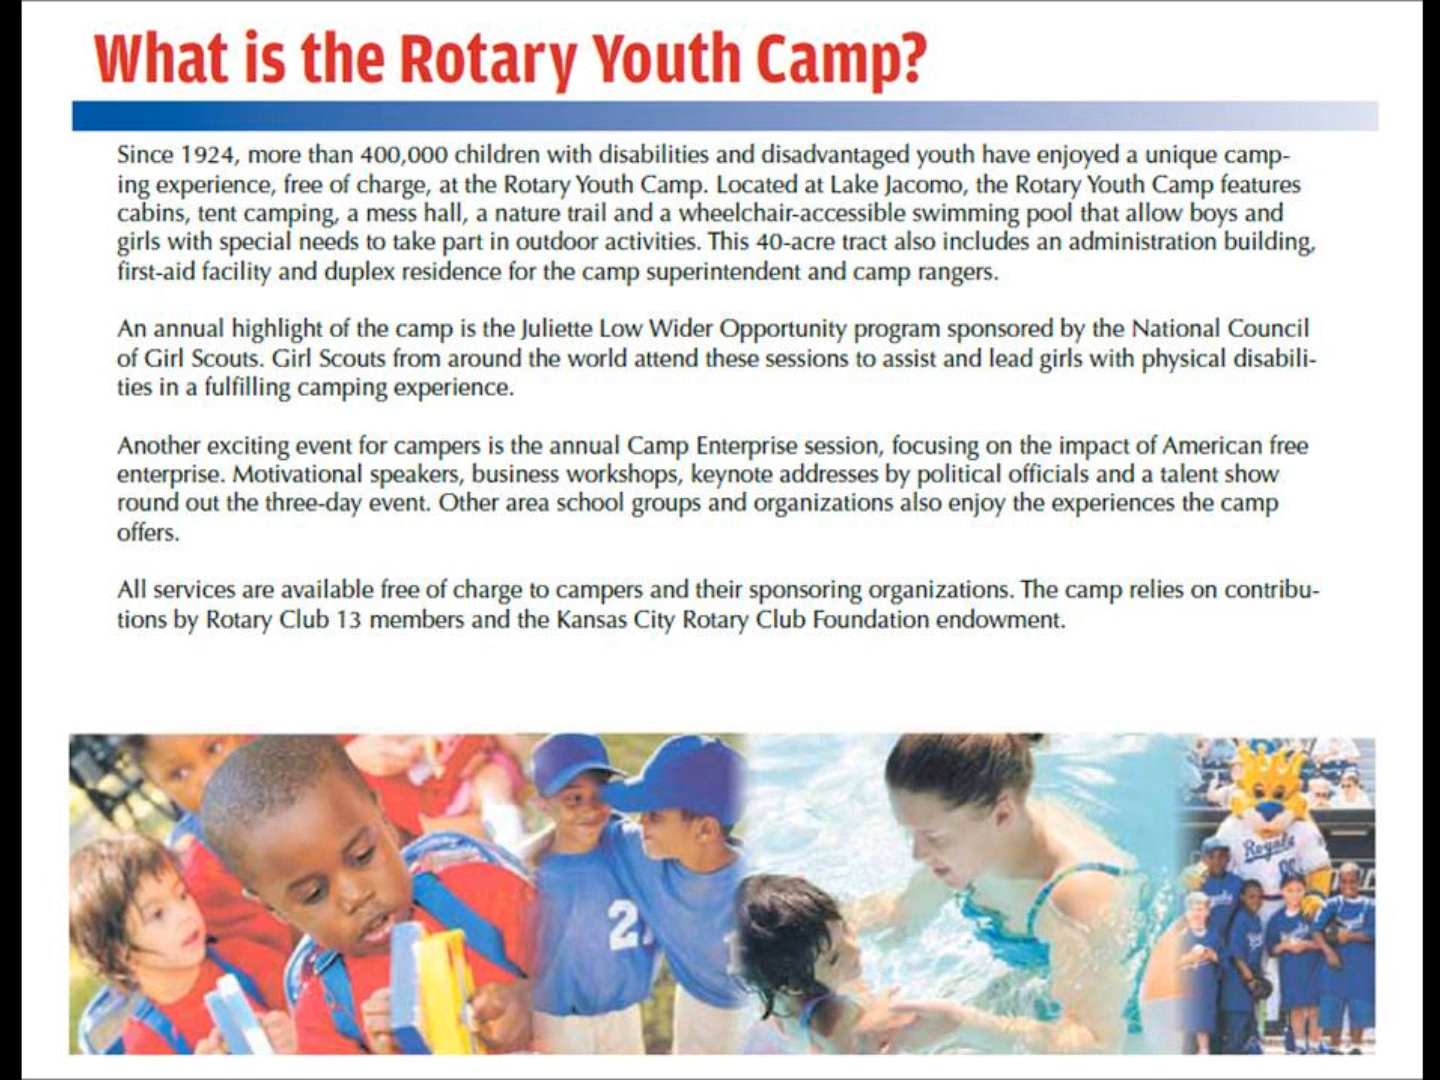 What is the Rotary Youth Camp?
Since 1924, more than 400,000 children with disabilities and disadvantaged youth have enjoyed a unique camp-
ing experience, free of charge, at the Rotary Youth Camp. Located at Lake Jacomo, the Rotary Youth Camp features
cabins, tent camping, a mess hall, a nature trail and a wheelchair-accessible swimming pool that allow boys and
girls with special needs to take part in outdoor activities. This 40-acre tract also includes an administration building,
first-aid facility and duplex residence for the camp superintendent and camp rangers.
An annual highlight of the camp is the Juliette Low Wider Opportunity program sponsored by the National Council
of Girl Scouts. Girl Scouts from around the world attend these sessions to assist and lead girls with physical disabili-
ties in a fulfilling camping experience.
Another exciting event for campers is the annual Camp Enterprise session, focusing on the impact of American free
enterprise. Motivational speakers, business workshops, keynote addresses by political officials and a talent show
round out the three-day event. Other area school groups and organizations also enjoy the experiences the camp
offers.
All services are available free of charge to campers and their sponsoring organizations. The camp relies on contribu-
tions by Rotary Club 13 members and the Kansas City Rotary Club Foundation endowment.
Royals